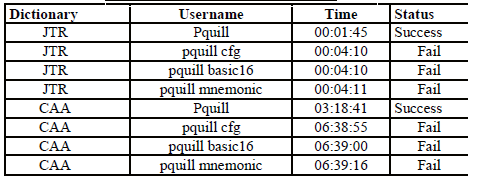 Dictionary Username Time Status
JTR Pquill 00:01:45 Success
JTR pquill cfg 00:04:10 Fail
JTR pquill basic16 00:04:10 Fail
JTR pquill mnemonic 00:04:11 Fail
CAA Pquill 03:18:41 Success
CAA pquill cfg 06:38:55 Fail
CAA pquill basic16 06:39:00 Fail
CAA pquill mnemonic 06:39:16 Fail